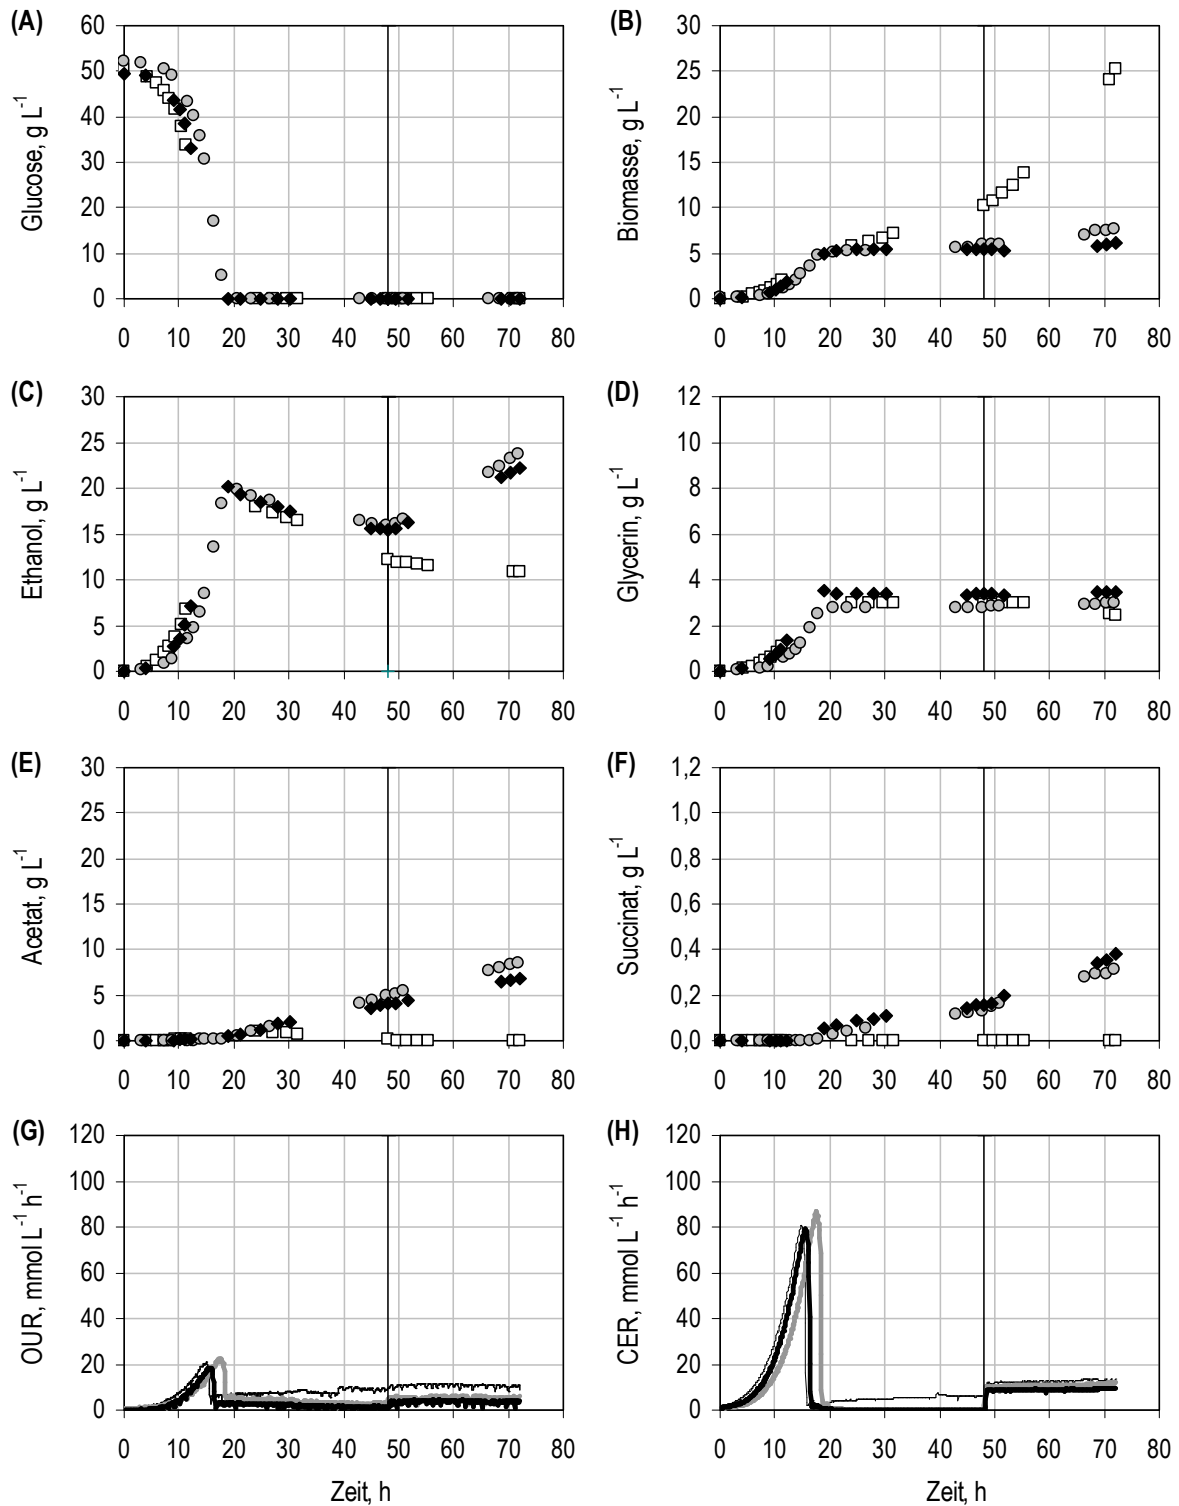 (A)
Glucose, g L⁻¹
60
50
40
30
20
10
0
0 10 20 30 40 50 60 70 80
(B)
Biomasse, g L⁻¹
30
25
20
15
10
5
0
0 10 20 30 40 50 60 70 80
(C)
Ethanol, g L⁻¹
30
25
20
15
10
5
0
0 10 20 30 40 50 60 70 80
(D)
Glycerin, g L⁻¹
12
10
8
6
4
2
0
0 10 20 30 40 50 60 70 80
(E)
Acetat, g L⁻¹
30
25
20
15
10
5
0
0 10 20 30 40 50 60 70 80
(F)
Succinat, g L⁻¹
1,2
1,0
0,8
0,6
0,4
0,2
0,0
0 10 20 30 40 50 60 70 80
(G)
OUR, mmol L⁻¹ h⁻¹
120
100
80
60
40
20
0
0 10 20 30 40 50 60 70 80
Zeit, h
(H)
CER, mmol L⁻¹ h⁻¹
120
100
80
60
40
20
0
0 10 20 30 40 50 60 70 80
Zeit, h